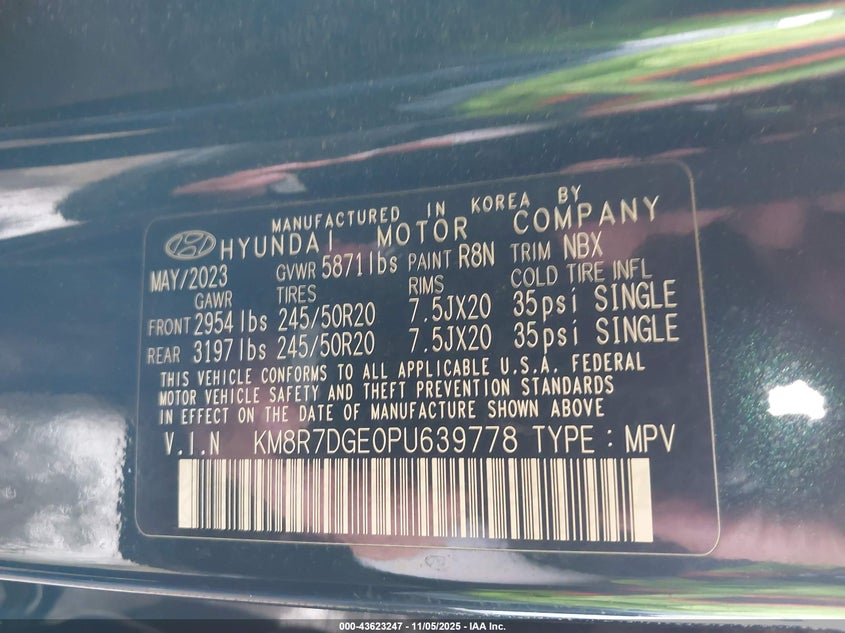 MANUFACTURED IN KOREA BY
HYUNDAI MOTOR COMPANY
MAY/2023 GVWR 5871lbs PAINT R8N TRIM NBX
GAWR TIRES RIMS COLD TIRE INFL
FRONT 2954lbs 245/50R20 7.5JX20 35psi SINGLE
REAR 3197lbs 245/50R20 7.5JX20 35psi SINGLE
THIS VEHICLE CONFORMS TO ALL APPLICABLE U.S.A. FEDERAL
MOTOR VEHICLE SAFETY AND THEFT PREVENTION STANDARDS
IN EFFECT ON THE DATE OF MANUFACTURE SHOWN ABOVE
V.I.N KM8R7DGE0PU639778 TYPE : MPV
000-43623247 - 11/05/2025 - IAA Inc.